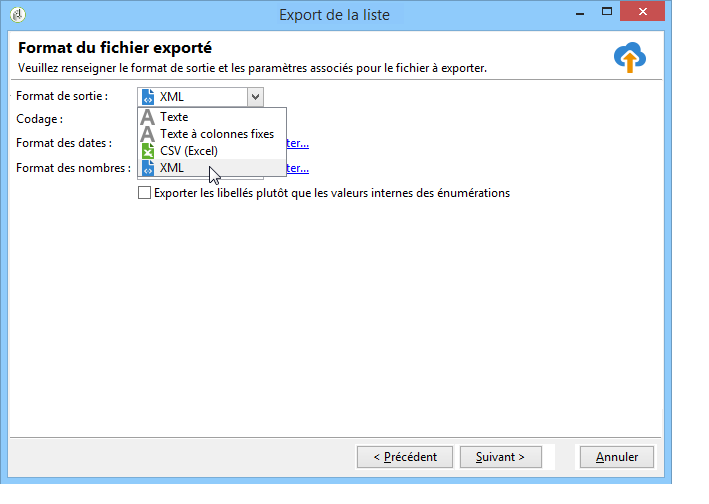 Export de la liste
Format du fichier exporté
Veuillez renseigner le format de sortie et les paramètres associés pour le fichier à exporter.
Format de sortie : XML
Texte
Codage :
Texte à colonnes fixes
Format des dates : ter...
CSV (Excel)
Format des nombres : XML ter...
Exporter les libellés plutôt que les valeurs internes des énumérations
< Précédent Suivant > Annuler